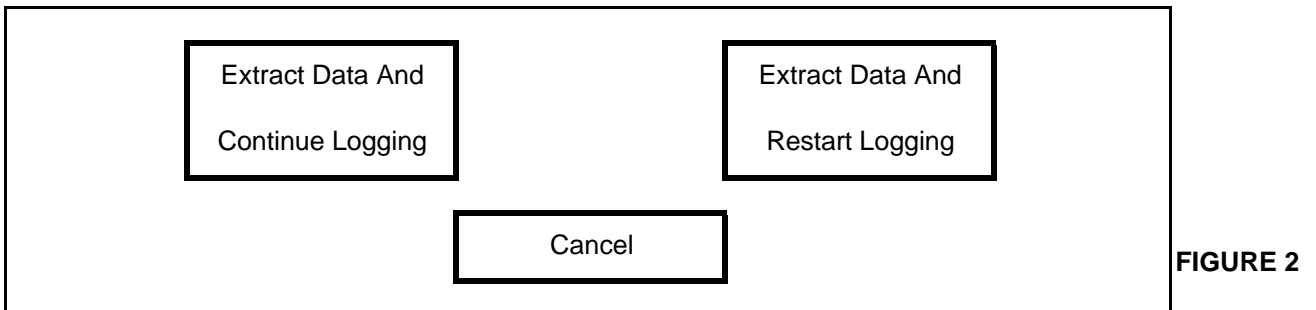 Extract Data And
Continue Logging
Extract Data And
Restart Logging
Cancel
FIGURE 2